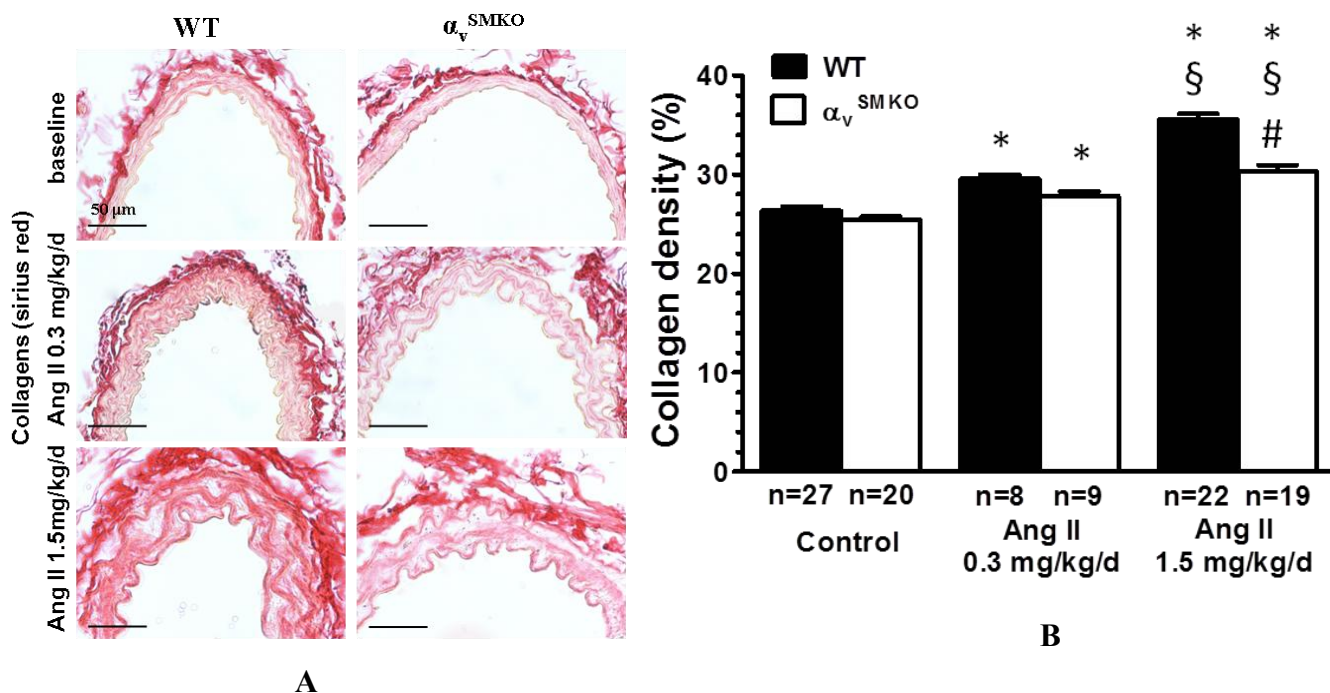 WT
αvSMKO
Collagens (sirius red)
baseline
50 µm
Ang II 0.3 mg/kg/d
Ang II 1.5mg/kg/d
A
Collagen density (%)
40
30
20
10
0
WT
αvSMKO
*
*
*
§
*
§
#
n=27 n=20
Control
n=8 n=9
Ang II
0.3 mg/kg/d
n=22 n=19
Ang II
1.5 mg/kg/d
B